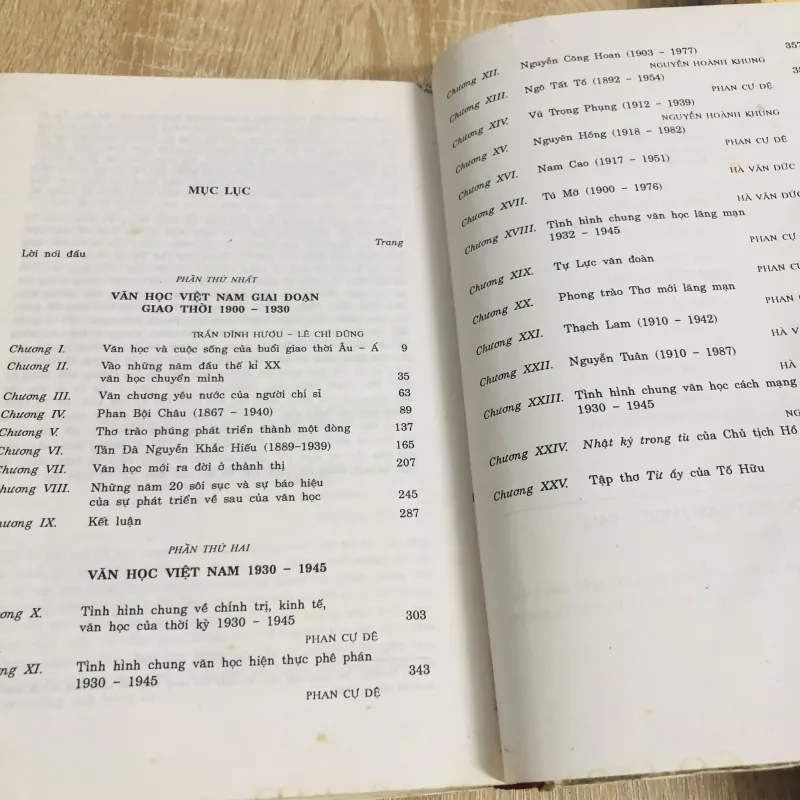 MỤC LỤC
Trang
Lời nói đầu
PHẦN THỨ NHẤT
VĂN HỌC VIỆT NAM GIAI ĐOẠN
GIAO THỜI 1900 – 1930
TRẦN ĐÌNH HƯỢU – LÊ CHÍ DŨNG
Chương I. Văn học và cuộc sống của buổi giao thời Âu – Á 9
Chương II. Vào những năm đầu thế kỉ XX
văn học chuyển mình 35
Chương III. Văn chương yêu nước của người chí sĩ 63
Chương IV. Phan Bội Châu (1867 – 1940) 89
Chương V. Thơ trào phúng phát triển thành một dòng 137
Chương VI. Tản Đà Nguyễn Khắc Hiếu (1889–1939) 165
Chương VII. Văn học mới ra đời ở thành thị 207
Chương VIII. Những năm 20 sôi sục và sự báo hiệu
của sự phát triển về sau của văn học 245
hương IX. Kết luận 287
PHẦN THỨ HAI
VĂN HỌC VIỆT NAM 1930 – 1945
ương X. Tình hình chung về chính trị, kinh tế,
văn học của thời kỳ 1930 – 1945 303
PHAN CỰ ĐỆ
ng XI. Tình hình chung văn học hiện thực phê phán
1930 – 1945 343
PHAN CỰ ĐỆ
Chương XII. Nguyễn Công Hoan (1903 – 1977) 357
NGUYỄN HOÀNH KHUNG
Chương XIII. Ngô Tất Tố (1892 – 1954)
PHAN CỰ ĐỆ
Chương XIV. Vũ Trọng Phụng (1912 – 1939)
NGUYỄN HOÀNH KHUNG
Chương XV. Nguyên Hồng (1918 – 1982)
PHAN CỰ ĐỆ
Chương XVI. Nam Cao (1917 – 1951)
HÀ VĂN ĐỨC
Chương XVII. Tú Mỡ (1900 – 1976)
HÀ VĂN ĐỨC
Chương XVIII. Tình hình chung văn học lãng mạn
1932 – 1945
PHAN CỰ
Chương XIX. Tự Lực văn đoàn
PHAN CỰ
Chương XX. Phong trào Thơ mới lãng mạn
PHAN C
Chương XXI. Thạch Lam (1910 – 1942)
HÀ V
Chương XXII. Nguyễn Tuân (1910 – 1987)
HÀ
Chương XXIII. Tình hình chung văn học cách mạng
1930 – 1945
NG
Chương XXIV. Nhật ký trong tù của Chủ tịch Hồ
Chương XXV. Tập thơ Từ ấy của Tố Hữu